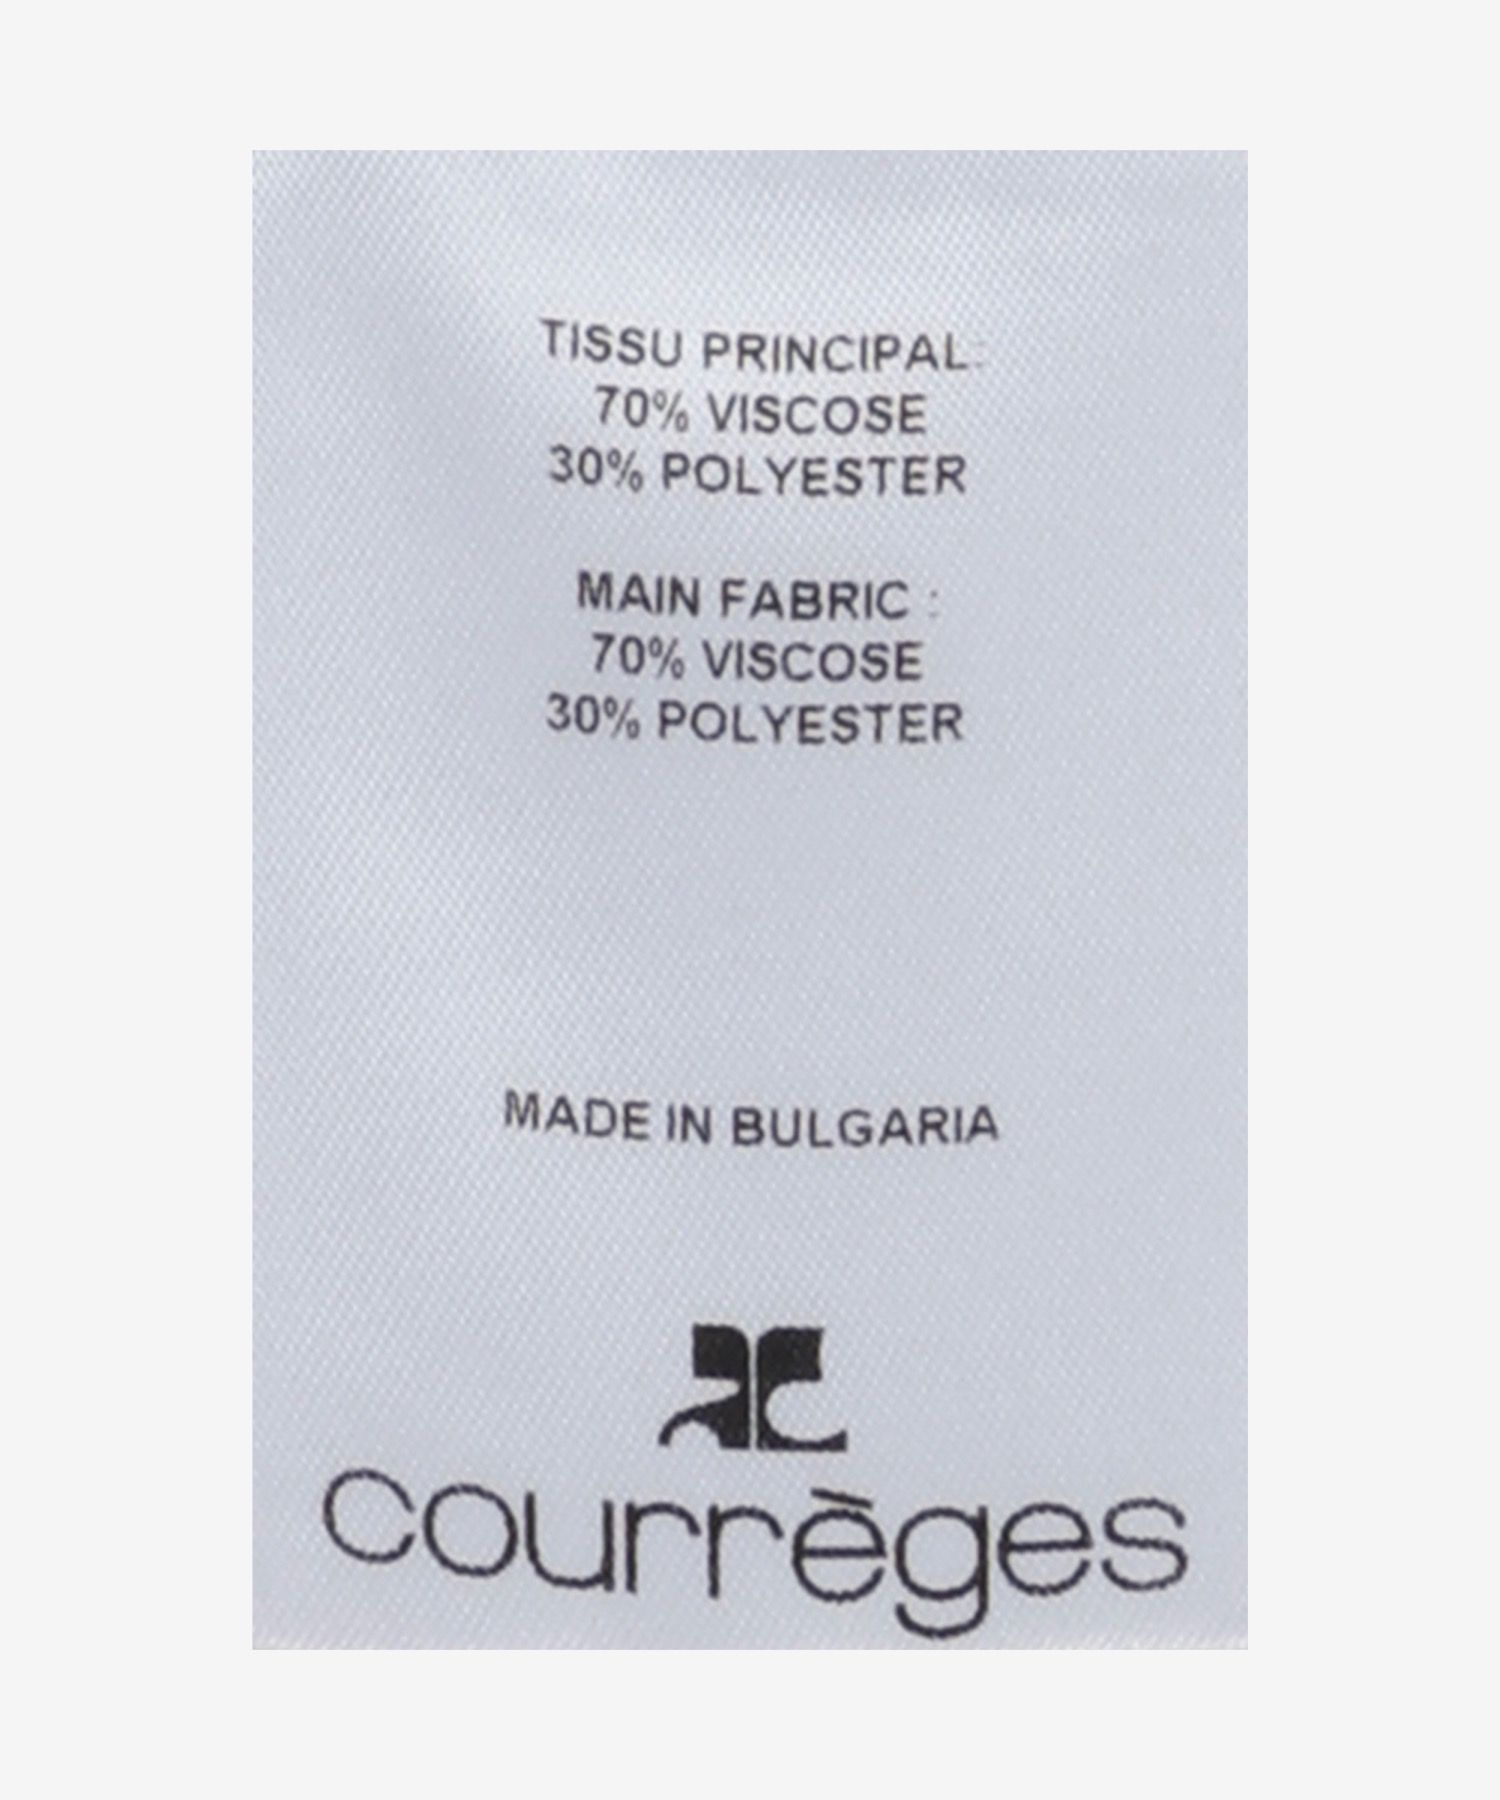 TISSU PRINCIPAL:
70% VISCOSE
30% POLYESTER
MAIN FABRIC :
70% VISCOSE
30% POLYESTER
MADE IN BULGARIA
courrèges